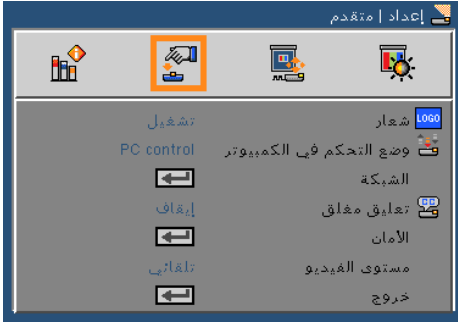 إعداد | متقدم
LOGO شعار تشغيل
وضع التحكم في الكمبيوتر PC control
الشبكة
CC تعليق مغلق إيقاف
الأمان
مستوى الفيديو تلقائي
خروج